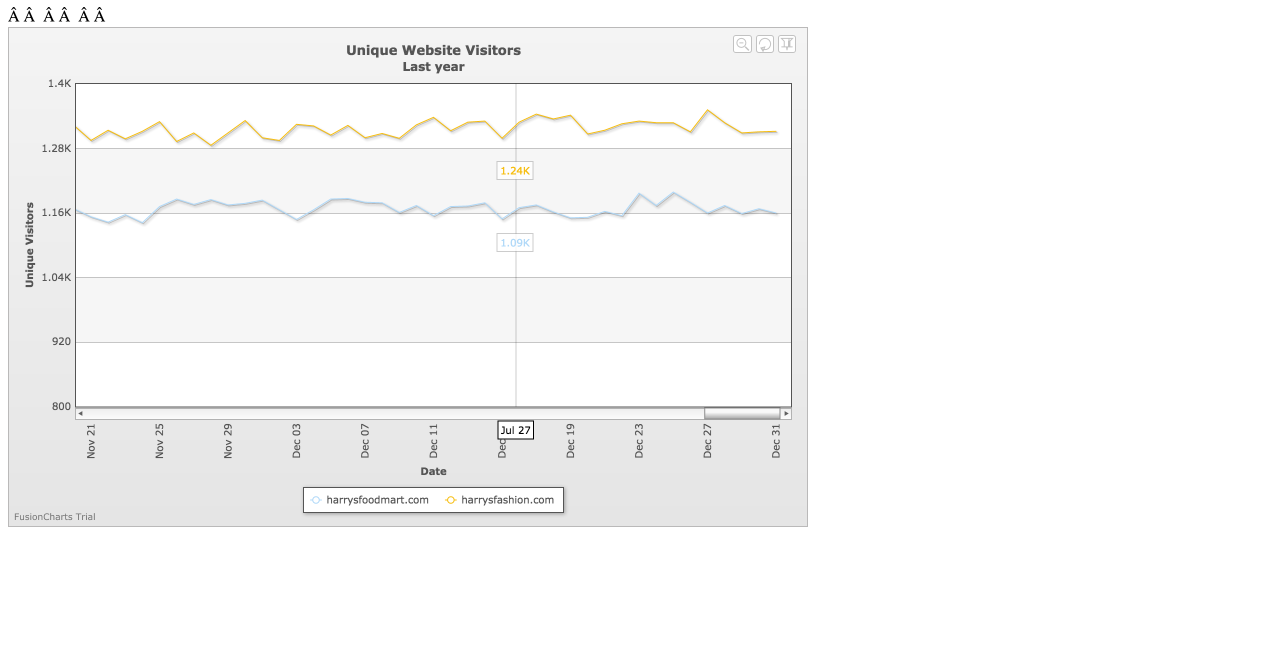 Â Â Â Â Â Â
Unique Website Visitors
Last year
1.4K
1.28K
1.16K
1.04K
920
800
Unique Visitors
1.24K
1.09K
Jul 27
Nov 21 Nov 25 Nov 29 Dec 03 Dec 07 Dec 11 Dec Dec 19 Dec 23 Dec 27 Dec 31
Date
harrysfoodmart.com harrysfashion.com
FusionCharts Trial